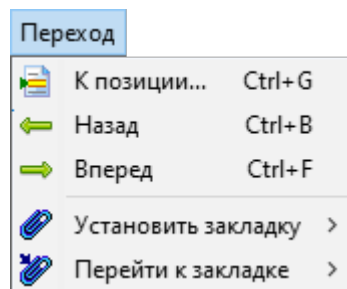 Переход
К позиции... Ctrl+G
Назад Ctrl+B
Вперед Ctrl+F
Установить закладку
Перейти к закладке